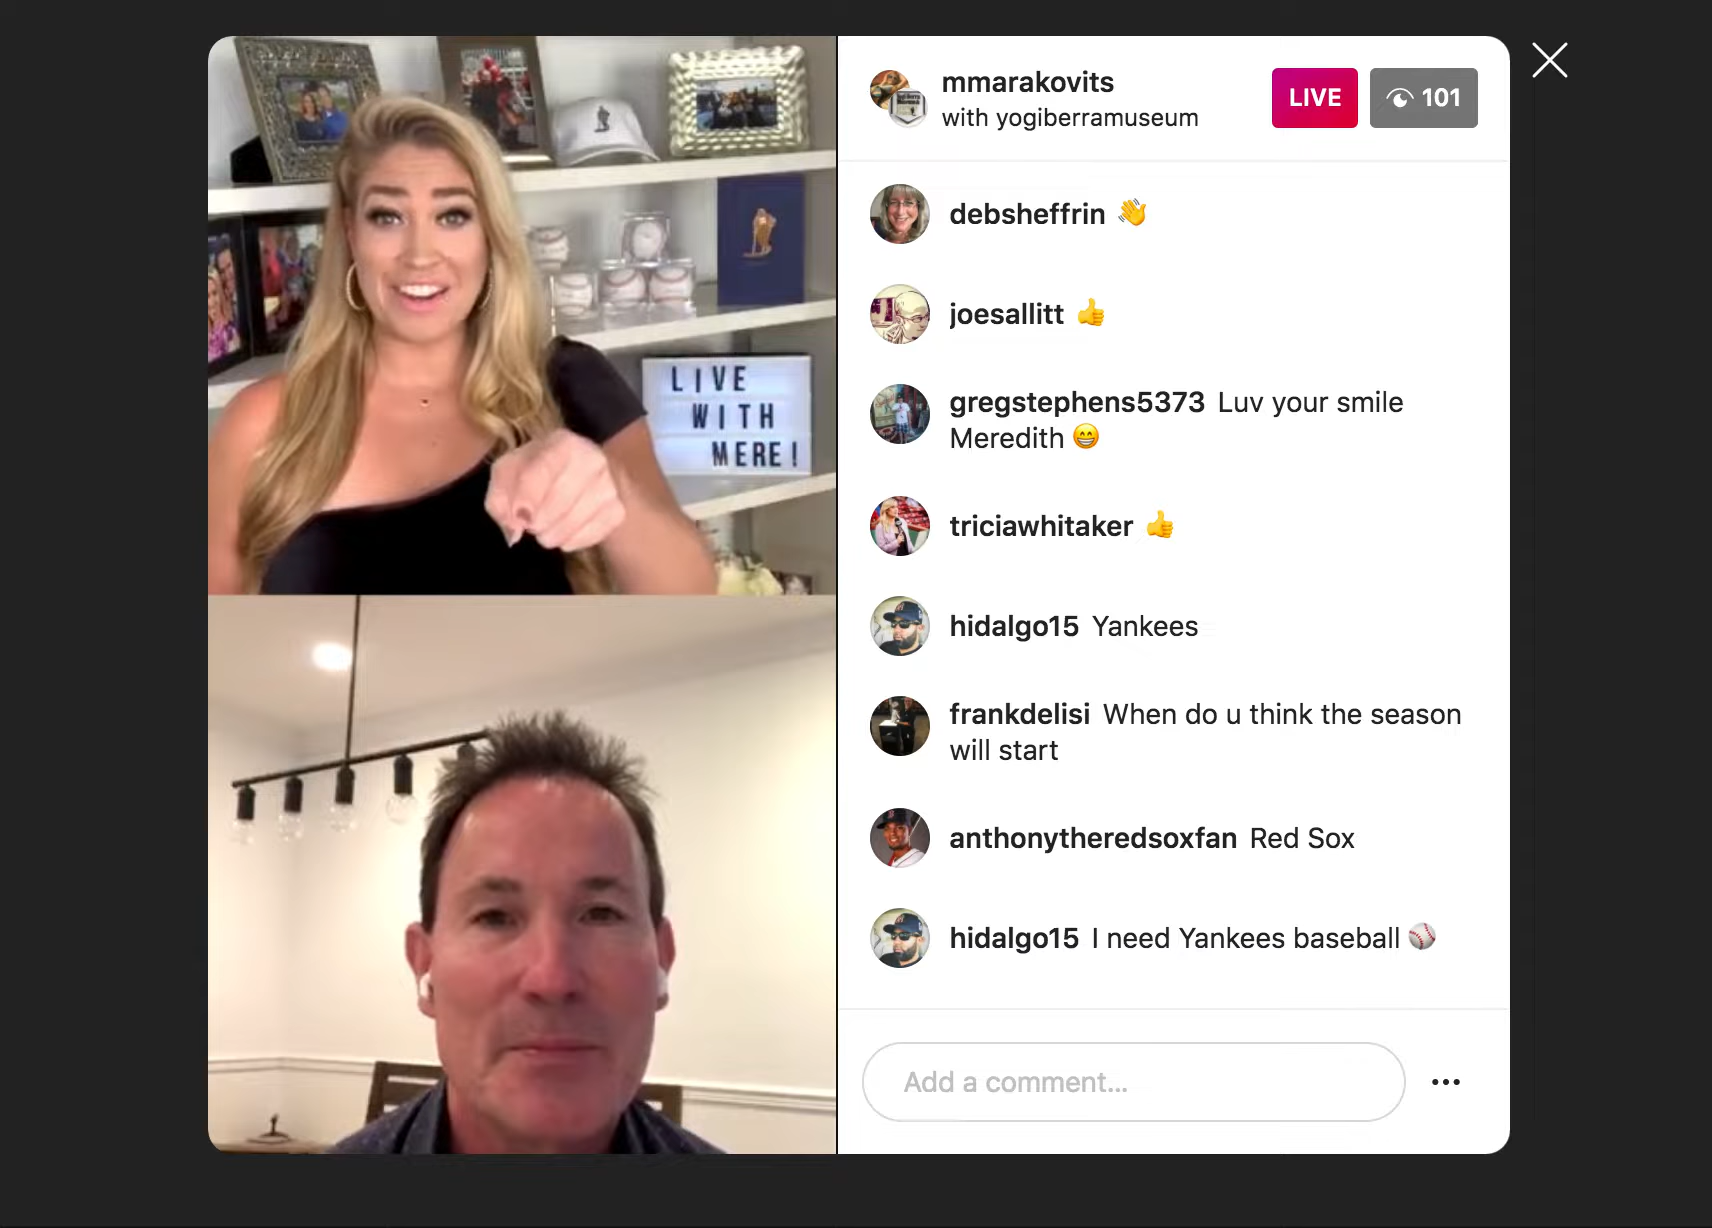 LIVE
WITH
MERE!
mmarakovits
with yogiberramuseum
LIVE
101
debsheffrin 👋
joesallitt 👍
gregstephens5373 Luv your smile
Meredith 😁
triciawhitaker 👍
hidalgo15 Yankees
frankdelisi When do u think the season
will start
anthonytheredsoxfan Red Sox
hidalgo15 I need Yankees baseball ⚾
Add a comment...